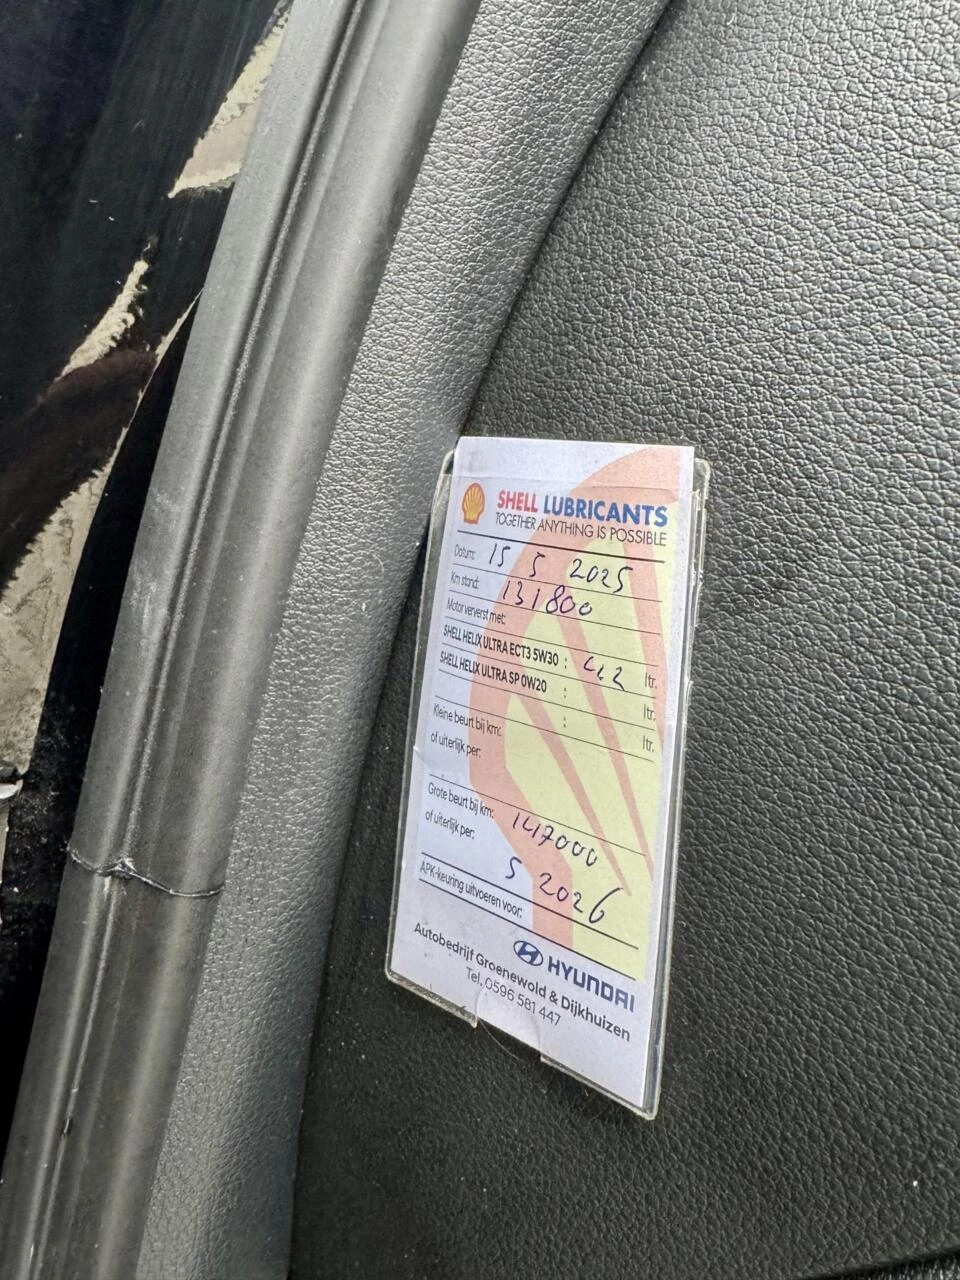 SHELL LUBRICANTS
TOGETHER ANYTHING IS POSSIBLE
Datum: 15 5 2025
Km stand: 131800
Motor ververst met:
SHELL HELIX ULTRA ECT3 5W30 : 4,2 ltr.
SHELL HELIX ULTRA SP 0W20 : ltr.
: ltr.
Kleine beurt bij km:
of uiterlijk per:
Grote beurt bij km: 147000
of uiterlijk per: 5 2026
APK-keuring uitvoeren voor:
HYUNDAI
Autobedrijf Groenewold & Dijkhuizen
Tel. 0596 581 447